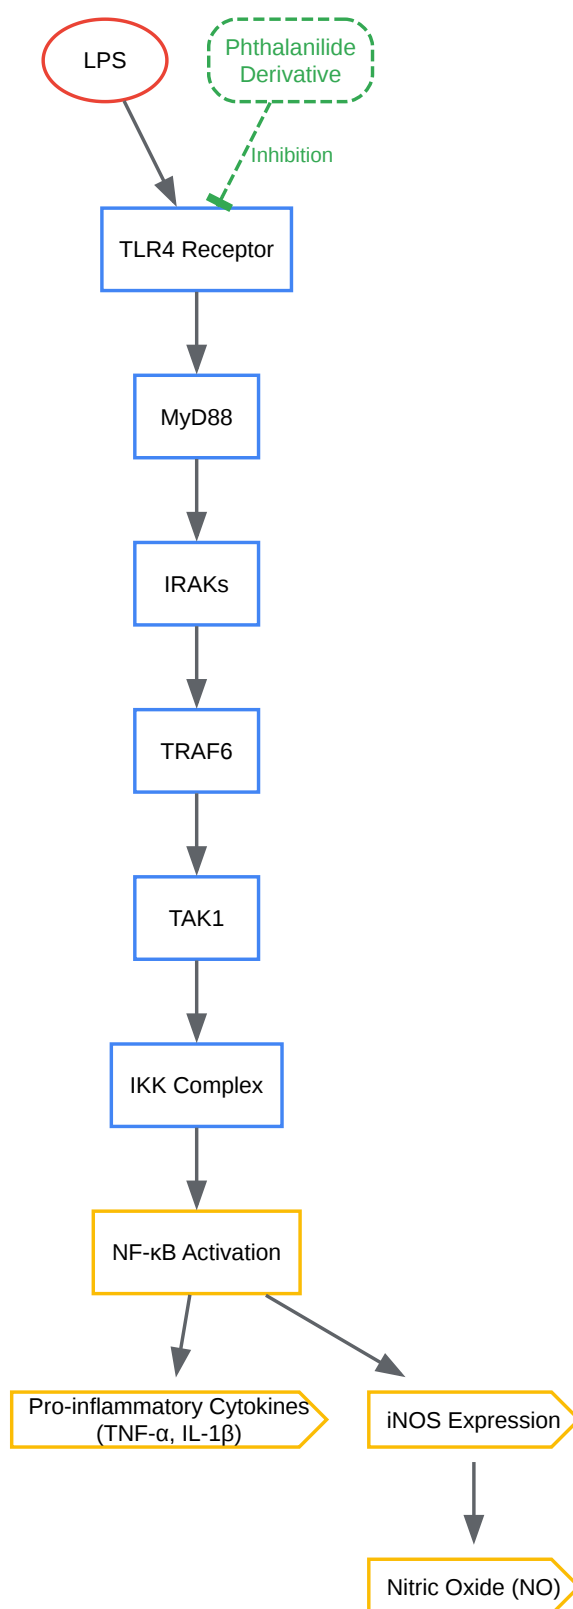 LPS
Phthalanilide
Derivative
Inhibition
TLR4 Receptor
MyD88
IRAKs
TRAF6
TAK1
IKK Complex
NF-κB Activation
Pro-inflammatory Cytokines
(TNF-α, IL-1β)
iNOS Expression
Nitric Oxide (NO)